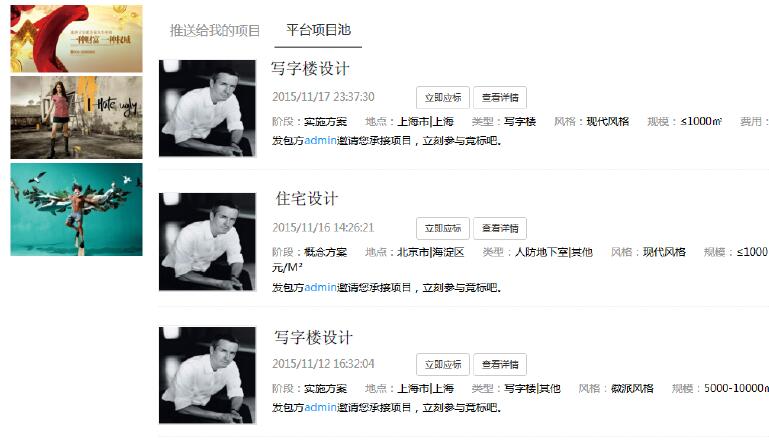 一种财富 一种权威
I Hate ugly
推送给我的项目 平台项目池
写字楼设计
2015/11/17 23:37:30 立即应标 查看详情
阶段：实施方案 地点：上海市|上海 类型：写字楼 风格：现代风格 规模：≤1000㎡ 费用：
发包方admin邀请您承接项目，立刻参与竞标吧。
住宅设计
2015/11/16 14:26:21 立即应标 查看详情
阶段：概念方案 地点：北京市|海淀区 类型：人防地下室|其他 风格：现代风格 规模：≤1000
元/M²
发包方admin邀请您承接项目，立刻参与竞标吧。
写字楼设计
2015/11/12 16:32:04 立即应标 查看详情
阶段：实施方案 地点：上海市|上海 类型：写字楼|其他 风格：徽派风格 规模：5000-10000㎡
发包方admin邀请您承接项目，立刻参与竞标吧。